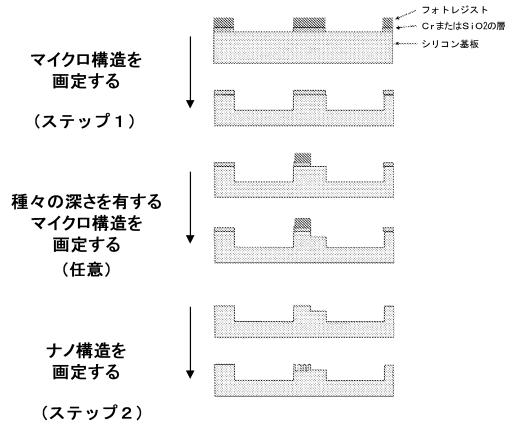 フォトレジスト
CrまたはSiO2の層
シリコン基板
マイクロ構造を
画定する
(ステップ1)
種々の深さを有する
マイクロ構造を
画定する
(任意)
ナノ構造を
画定する
(ステップ2)